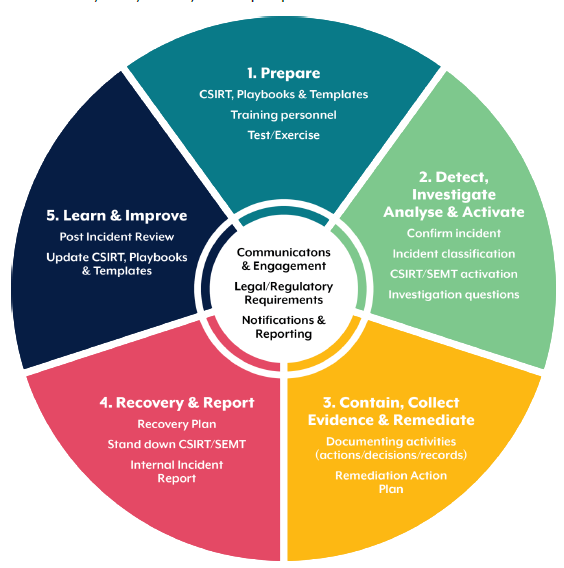 1. Prepare
CSIRT, Playbooks & Templates
Training personnel
Test/Exercise
2. Detect,
Investigate
Analyse & Activate
Confirm incident
Incident classification
CSIRT/SEMT activation
Investigation questions
3. Contain, Collect
Evidence & Remediate
Documenting activities
(actions/decisions/records)
Remediation Action
Plan
4. Recovery & Report
Recovery Plan
Stand down CSIRT/SEMT
Internal Incident
Report
5. Learn & Improve
Post Incident Review
Update CSIRT, Playbooks
& Templates
Communicatons
& Engagement
Legal/Regulatory
Requirements
Notifications &
Reporting